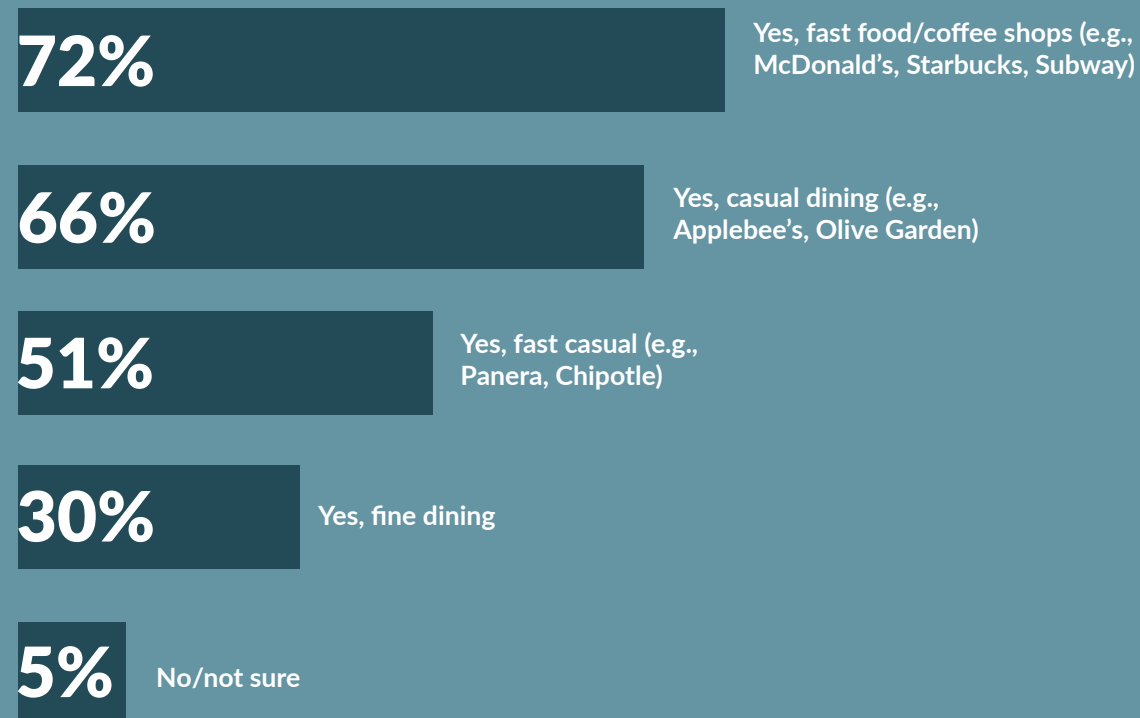 72%
Yes, fast food/coffee shops (e.g.,
McDonald’s, Starbucks, Subway)
66%
Yes, casual dining (e.g.,
Applebee’s, Olive Garden)
51%
Yes, fast casual (e.g.,
Panera, Chipotle)
30%
Yes, fine dining
5%
No/not sure